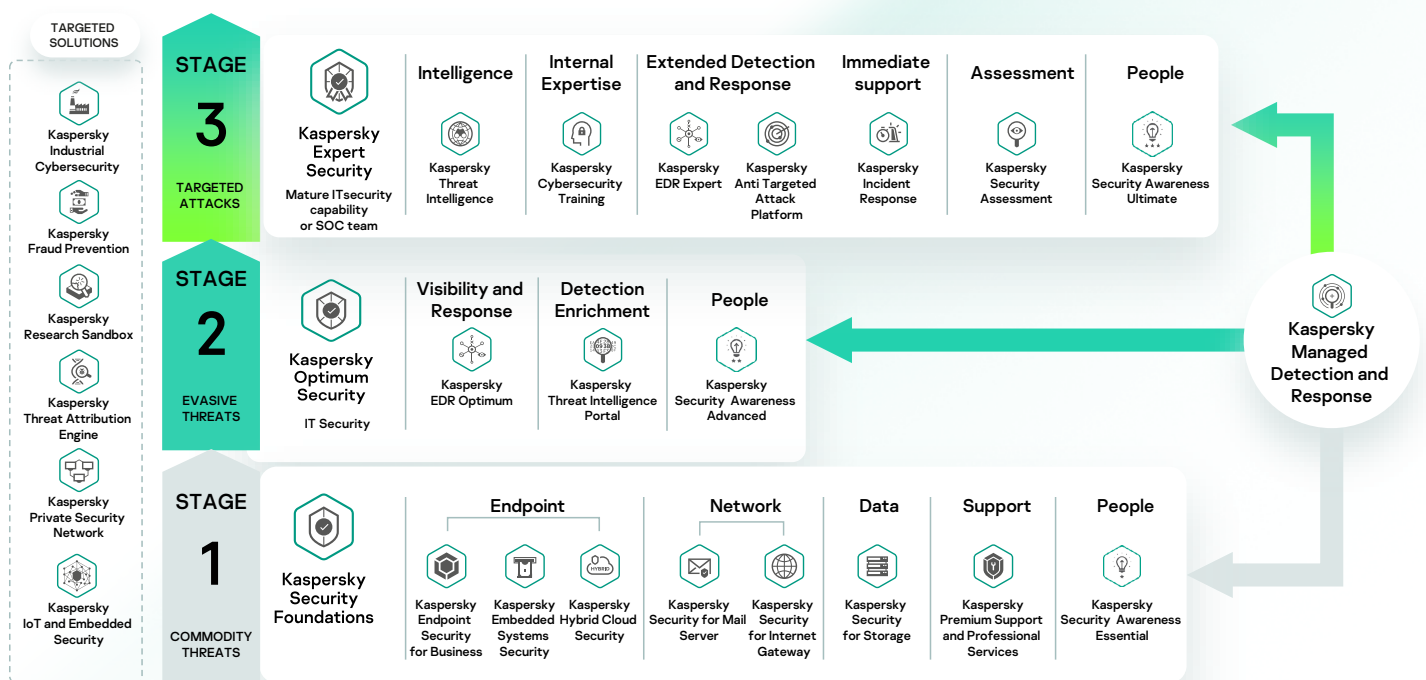 TARGETED
SOLUTIONS
Kaspersky
Industrial
Cybersecurity
Kaspersky
Fraud Prevention
Kaspersky
Research Sandbox
Kaspersky
Threat Attribution
Engine
Kaspersky
Private Security
Network
Kaspersky
IoT and Embedded
Security
STAGE
3
TARGETED
ATTACKS
Kaspersky
Expert
Security
Mature ITsecurity
capability
or SOC team
Intelligence
Kaspersky
Threat
Intelligence
Internal
Expertise
Kaspersky
Cybersecurity
Training
Extended Detection
and Response
Kaspersky
EDR Expert
Kaspersky
Anti Targeted
Attack
Platform
Immediate
support
Kaspersky
Incident
Response
Assessment
Kaspersky
Security
Assessment
People
Kaspersky
Security Awareness
Ultimate
STAGE
2
EVASIVE
THREATS
Kaspersky
Optimum
Security
IT Security
Visibility and
Response
Kaspersky
EDR Optimum
Detection
Enrichment
Kaspersky
Threat Intelligence
Portal
People
Kaspersky
Security Awareness
Advanced
Kaspersky
Managed
Detection and
Response
STAGE
1
COMMODITY
THREATS
Kaspersky
Security
Foundations
Endpoint
Kaspersky
Endpoint
Security
for Business
Kaspersky
Embedded
Systems
Security
HYBRID
Kaspersky
Hybrid Cloud
Security
Network
Kaspersky
Security for Mail
Server
Kaspersky
Security
for Internet
Gateway
Data
Kaspersky
Security
for Storage
Support
Kaspersky
Premium Support
and Professional
Services
People
Kaspersky
Security Awareness
Essential